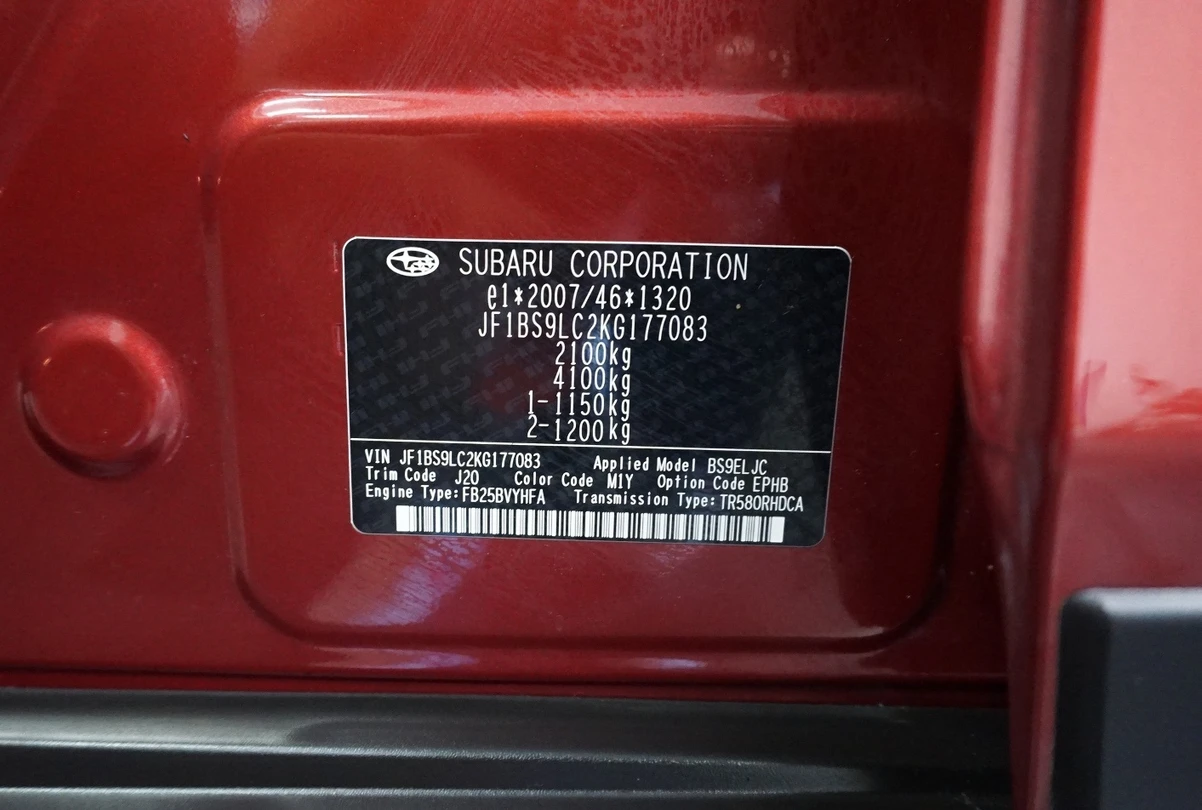 SUBARU CORPORATION
e1*2007/46*1320
JF1BS9LC2KG177083
2100kg
4100kg
1-1150kg
2-1200kg
VIN JF1BS9LC2KG177083 Applied Model BS9ELJC
Trim Code J20 Color Code M1Y Option Code EPHB
Engine Type:FB25BVYHFA Transmission Type:TR580RHDCA